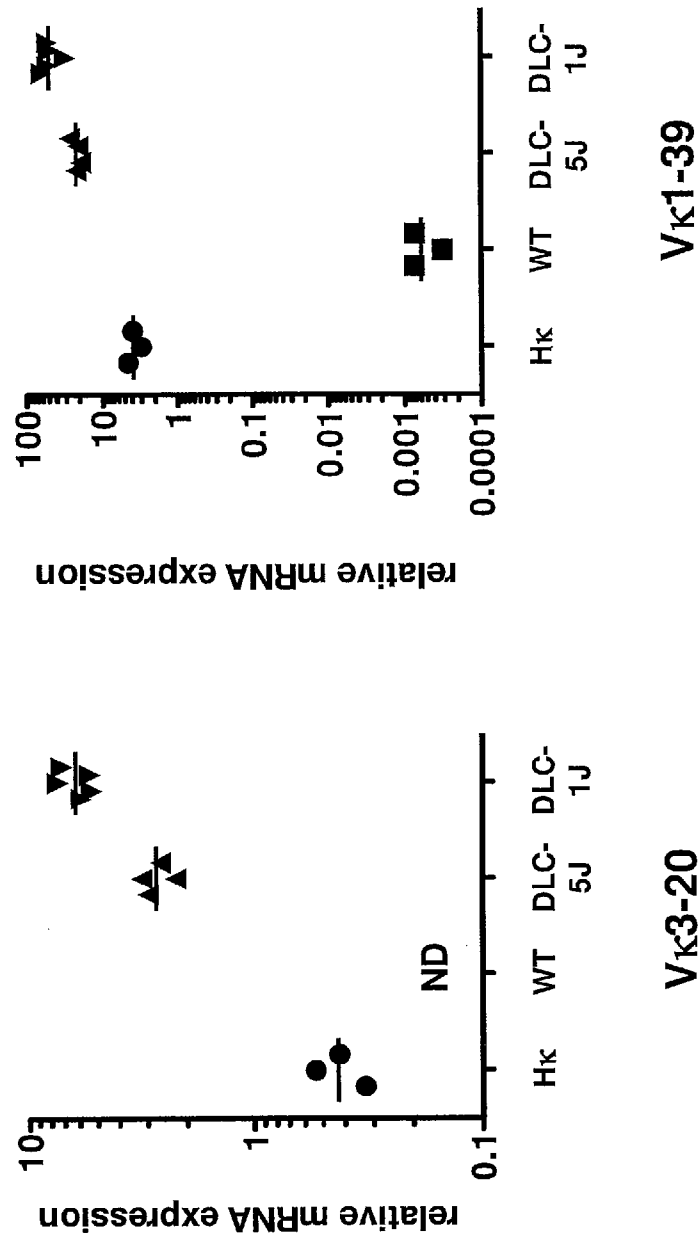 relative mRNA expression
10
1
0.1
ND
Hκ
WT
DLC-
5J
DLC-
1J
Vκ3-20
relative mRNA expression
100
10
1
0.1
0.01
0.001
0.0001
Hκ
WT
DLC-
5J
DLC-
1J
Vκ1-39